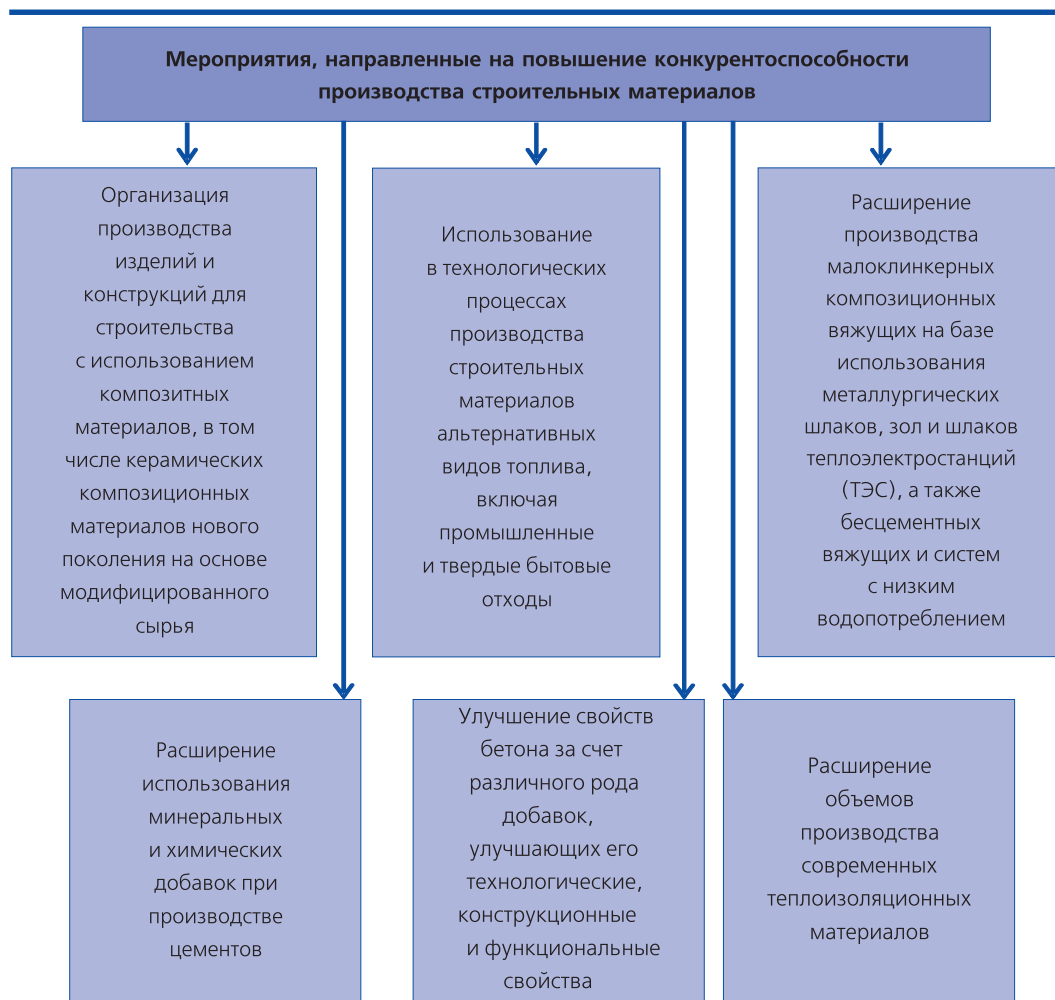 Мероприятия, направленные на повышение конкурентоспособности
производства строительных материалов
Организация
производства
изделий и
конструкций для
строительства
с использованием
композитных
материалов, в том
числе керамических
композиционных
материалов нового
поколения на основе
модифицированного
сырья
Использование
в технологических
процессах
производства
строительных
материалов
альтернативных
видов топлива,
включая
промышленные
и твердые бытовые
отходы
Расширение
производства
малоклинкерных
композиционных
вяжущих на базе
использования
металлургических
шлаков, зол и шлаков
теплоэлектростанций
(ТЭС), а также
бесцементных
вяжущих и систем
с низким
водопотреблением
Расширение
использования
минеральных
и химических
добавок при
производстве
цементов
Улучшение свойств
бетона за счет
различного рода
добавок,
улучшающих его
технологические,
конструкционные
и функциональные
свойства
Расширение
объемов
производства
современных
теплоизоляционных
материалов